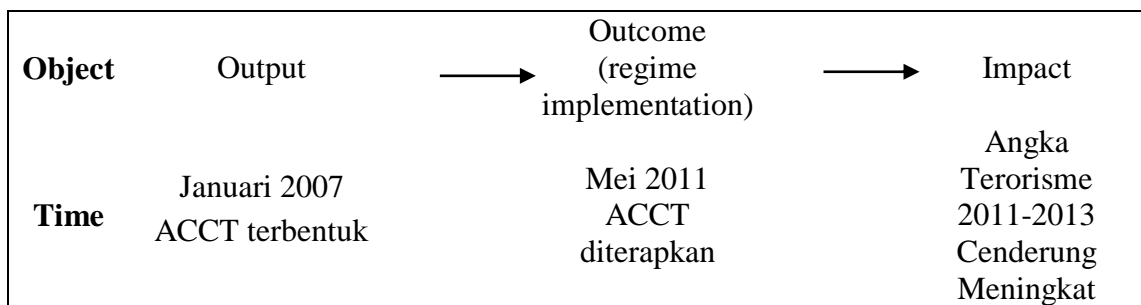 Object
Output
Outcome
(regime
implementation)
Impact
Time
Januari 2007
ACCT terbentuk
Mei 2011
ACCT
diterapkan
Angka
Terorisme
2011-2013
Cenderung
Meningkat